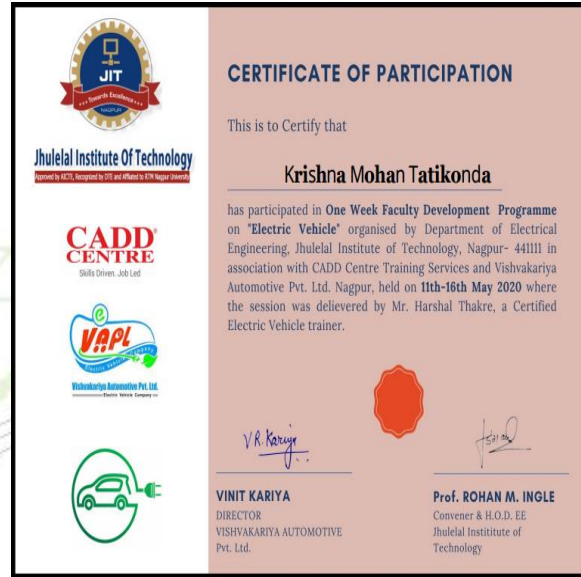 JIT
Towards Excellence
NAGPUR
Jhulelal Institute Of Technology
Approved by AICTE, Recognized by DTE and Affliated to RTM Nagpur University
CADD
CENTRE
Skills Driven. Job Led
e
VAPL
Electric Vehicle Company
Vishvakariya Automotive Pvt. Ltd.
Electric Vehicle Company
CERTIFICATE OF PARTICIPATION
This is to Certify that
Krishna Mohan Tatikonda
has participated in One Week Faculty Development Programme
on "Electric Vehicle" organised by Department of Electrical
Engineering, Jhulelal Institute of Technology, Nagpur- 441111 in
association with CADD Centre Training Services and Vishvakariya
Automotive Pvt. Ltd. Nagpur, held on 11th-16th May 2020 where
the session was delievered by Mr. Harshal Thakre, a Certified
Electric Vehicle trainer.
V R. Kariya
VINIT KARIYA
DIRECTOR
VISHVAKARIYA AUTOMOTIVE
Pvt. Ltd.
Prof. ROHAN M. INGLE
Convener & H.O.D. EE
Jhulelal Instititute of
Technology